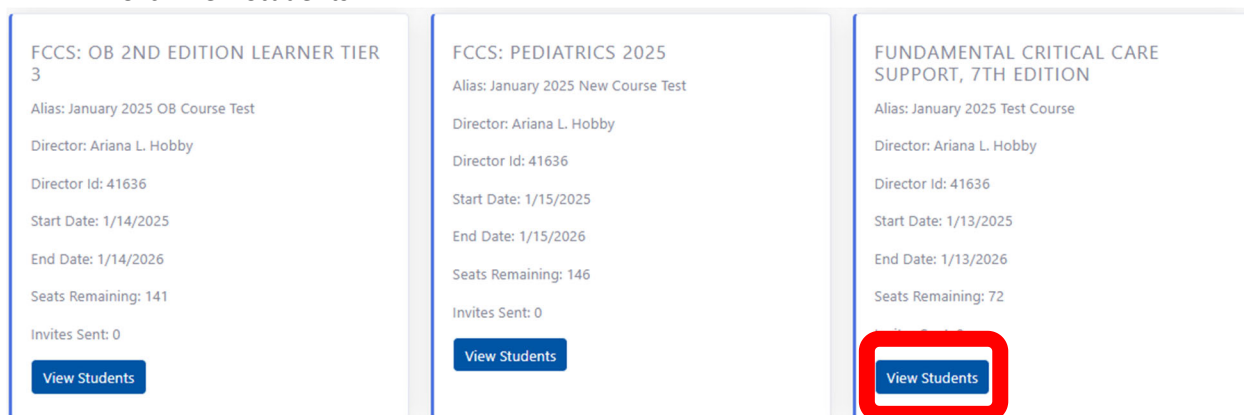 FCCS: OB 2ND EDITION LEARNER TIER
3
Alias: January 2025 OB Course Test
Director: Ariana L. Hobby
Director Id: 41636
Start Date: 1/14/2025
End Date: 1/14/2026
Seats Remaining: 141
Invites Sent: 0
View Students
FCCS: PEDIATRICS 2025
Alias: January 2025 New Course Test
Director: Ariana L. Hobby
Director Id: 41636
Start Date: 1/15/2025
End Date: 1/15/2026
Seats Remaining: 146
Invites Sent: 0
View Students
FUNDAMENTAL CRITICAL CARE
SUPPORT, 7TH EDITION
Alias: January 2025 Test Course
Director: Ariana L. Hobby
Director Id: 41636
Start Date: 1/13/2025
End Date: 1/13/2026
Seats Remaining: 72
View Students